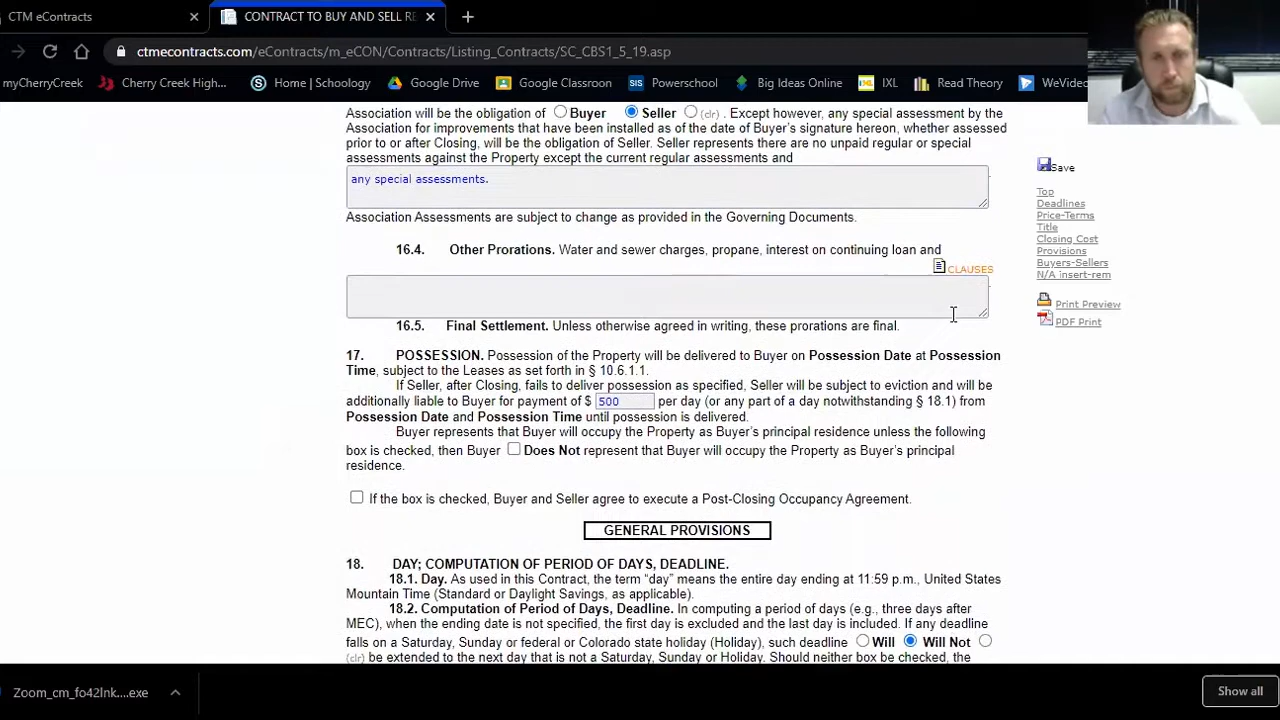 CTM eContracts
CONTRACT TO BUY AND SELL RE
ctmecontracts.com/eContracts/m_eCON/Contracts/Listing_Contracts/SC_CBS1_5_19.asp
myCherryCreek Cherry Creek High... Home | Schoology Google Drive Google Classroom Powerschool Big Ideas Online IXL Read Theory WeVideo
Association will be the obligation of Buyer Seller (clr) . Except however, any special assessment by the
Association for improvements that have been installed as of the date of Buyer's signature hereon, whether assessed
prior to or after Closing, will be the obligation of Seller. Seller represents there are no unpaid regular or special
assessments against the Property except the current regular assessments and
any special assessments.
Association Assessments are subject to change as provided in the Governing Documents.
16.4. Other Prorations. Water and sewer charges, propane, interest on continuing loan and
CLAUSES
16.5. Final Settlement. Unless otherwise agreed in writing, these prorations are final.
17. POSSESSION. Possession of the Property will be delivered to Buyer on Possession Date at Possession
Time, subject to the Leases as set forth in § 10.6.1.1.
If Seller, after Closing, fails to deliver possession as specified, Seller will be subject to eviction and will be
additionally liable to Buyer for payment of $ 500 per day (or any part of a day notwithstanding § 18.1) from
Possession Date and Possession Time until possession is delivered.
Buyer represents that Buyer will occupy the Property as Buyer's principal residence unless the following
box is checked, then Buyer Does Not represent that Buyer will occupy the Property as Buyer's principal
residence.
If the box is checked, Buyer and Seller agree to execute a Post-Closing Occupancy Agreement.
GENERAL PROVISIONS
18. DAY; COMPUTATION OF PERIOD OF DAYS, DEADLINE.
18.1. Day. As used in this Contract, the term "day" means the entire day ending at 11:59 p.m., United States
Mountain Time (Standard or Daylight Savings, as applicable).
18.2. Computation of Period of Days, Deadline. In computing a period of days (e.g., three days after
MEC), when the ending date is not specified, the first day is excluded and the last day is included. If any deadline
falls on a Saturday, Sunday or federal or Colorado state holiday (Holiday), such deadline Will Will Not
(clr) be extended to the next day that is not a Saturday, Sunday or Holiday. Should neither box be checked, the
Save
Top
Deadlines
Price-Terms
Title
Closing Cost
Provisions
Buyers-Sellers
N/A insert-rem
Print Preview
PDF Print
Zoom_cm_fo42lnk....exe
Show all